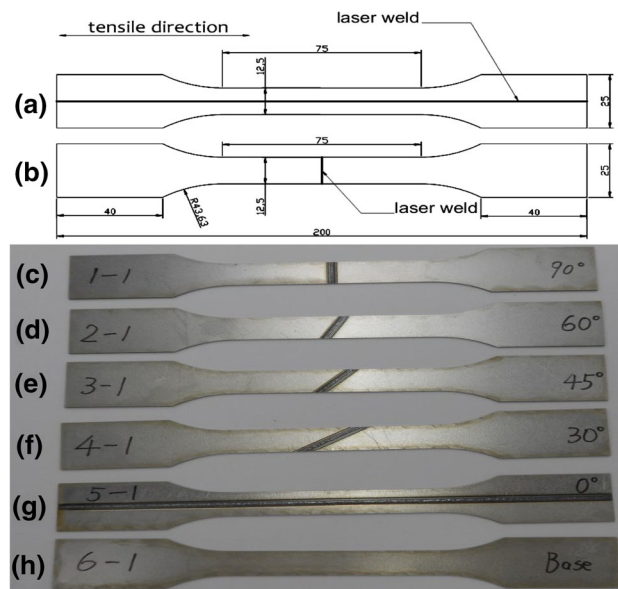 tensile direction
75
laser weld
12.5
25
(a)
75
(b)
25
R43,63
12.5
laser weld
40
40
200
(c) 1-1 90°
(d) 2-1 60°
(e) 3-1 45°
(f) 4-1 30°
(g) 5-1 0°
(h) 6-1 Base